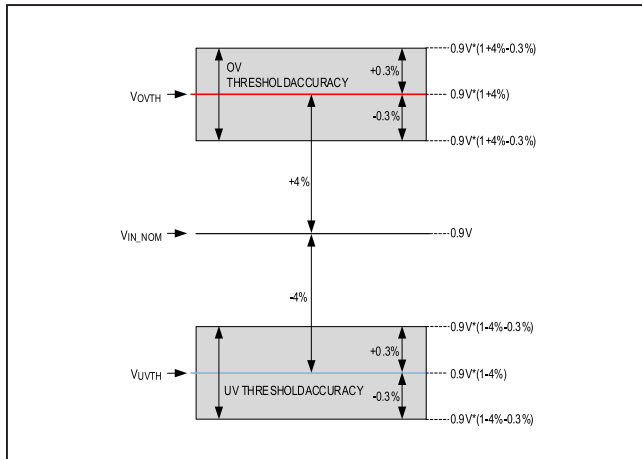 0.9V*(1+4%-0.3%)
OV
THRESHOLDACCURACY
+0.3%
VOVTH
0.9V*(1+4%)
-0.3%
0.9V*(1+4%-0.3%)
+4%
VIN_NOM
0.9V
-4%
0.9V*(1-4%-0.3%)
+0.3%
VUVTH
0.9V*(1-4%)
UV THRESHOLDACCURACY
-0.3%
0.9V*(1-4%-0.3%)